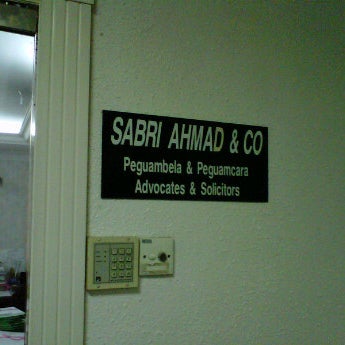 SABRI AHMAD & CO
Peguambela & Peguamcara
Advocates & Solicitors